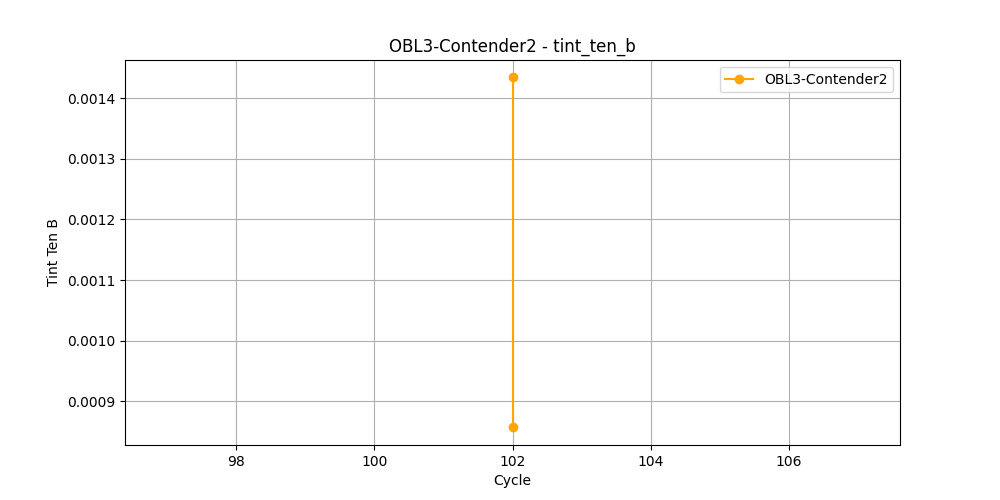 OBL3-Contender2 - tint_ten_b
OBL3-Contender2
0.0014
0.0013
0.0012
0.0011
0.0010
0.0009
Tint Ten B
98 100 102 104 106
Cycle